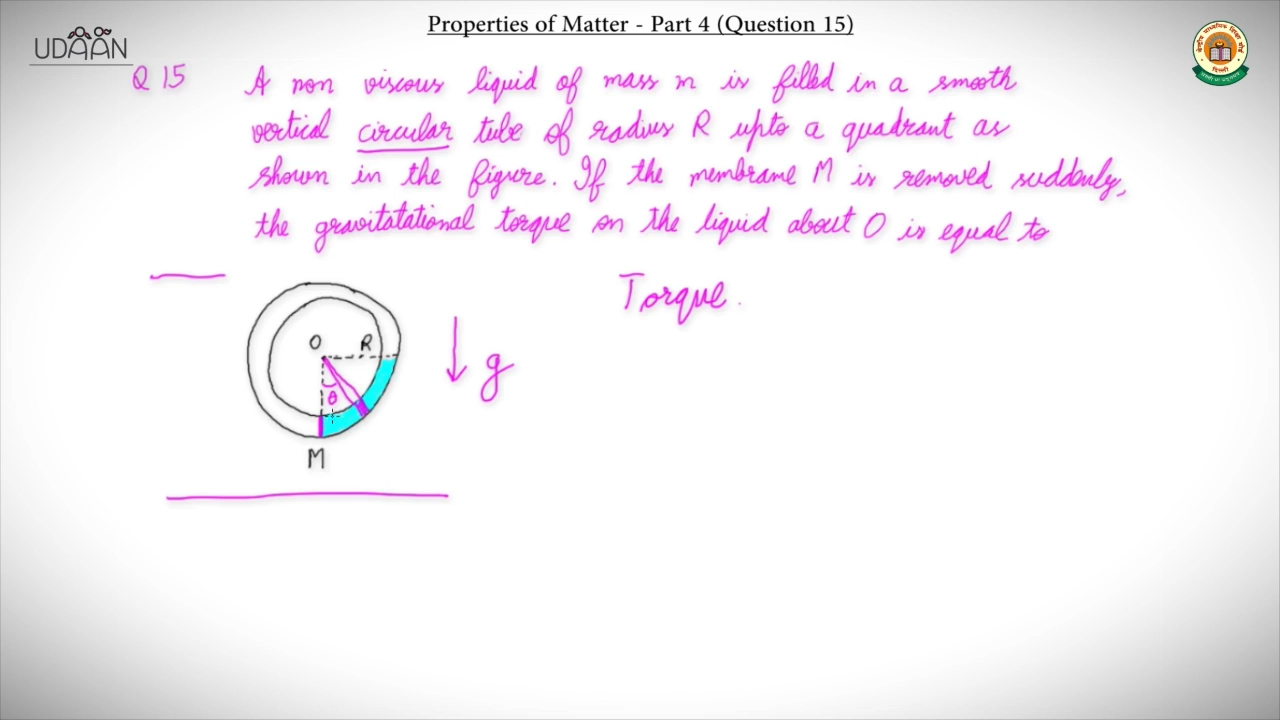 Properties of Matter - Part 4 (Question 15)
UDAAN
Q 15 A non viscous liquid of mass m is filled in a smooth
vertical circular tube of radius R upto a quadrant as
shown in the figure. If the membrane M is removed suddenly,
the gravitatational torque on the liquid about O is equal to
Torque.
O R
g
θ
M